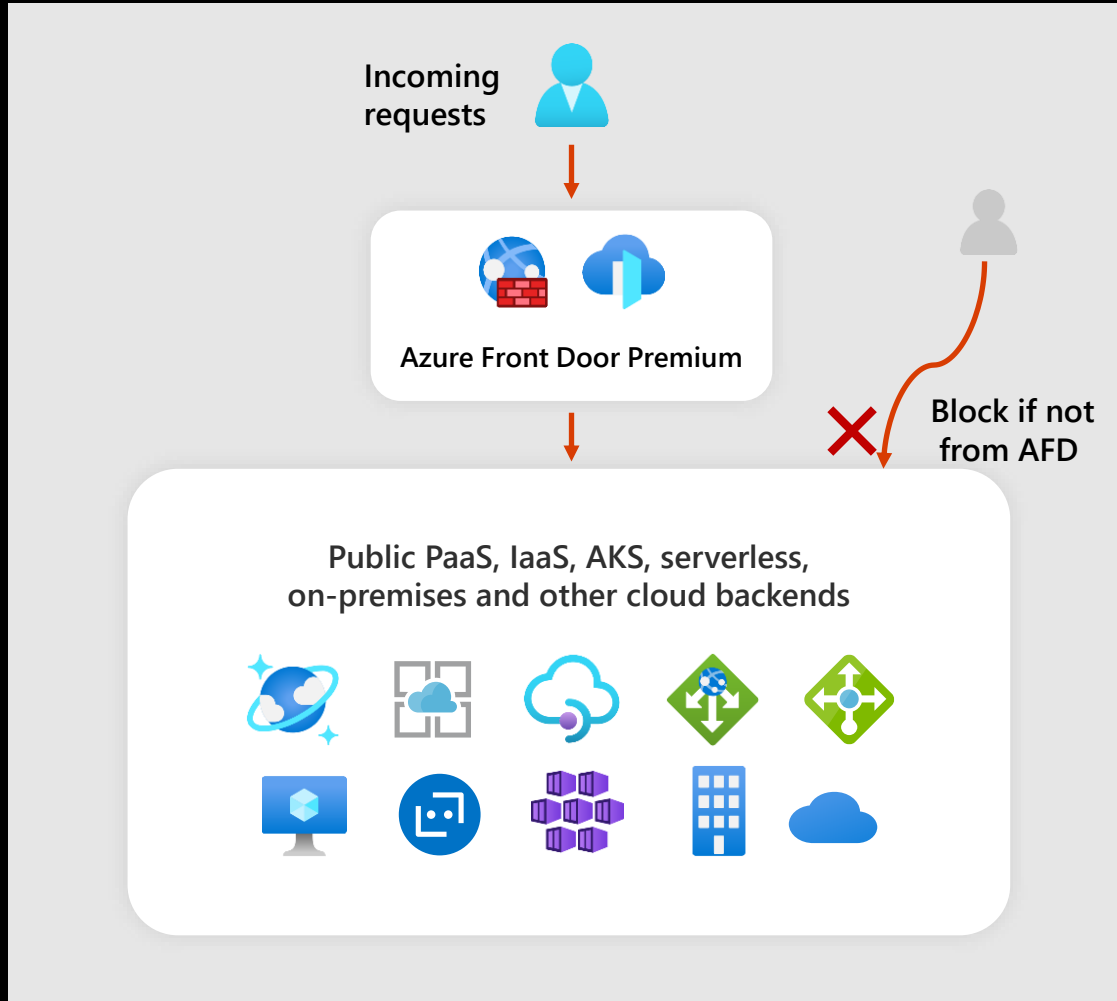 Incoming
requests
Azure Front Door Premium
Block if not
from AFD
Public PaaS, IaaS, AKS, serverless,
on-premises and other cloud backends